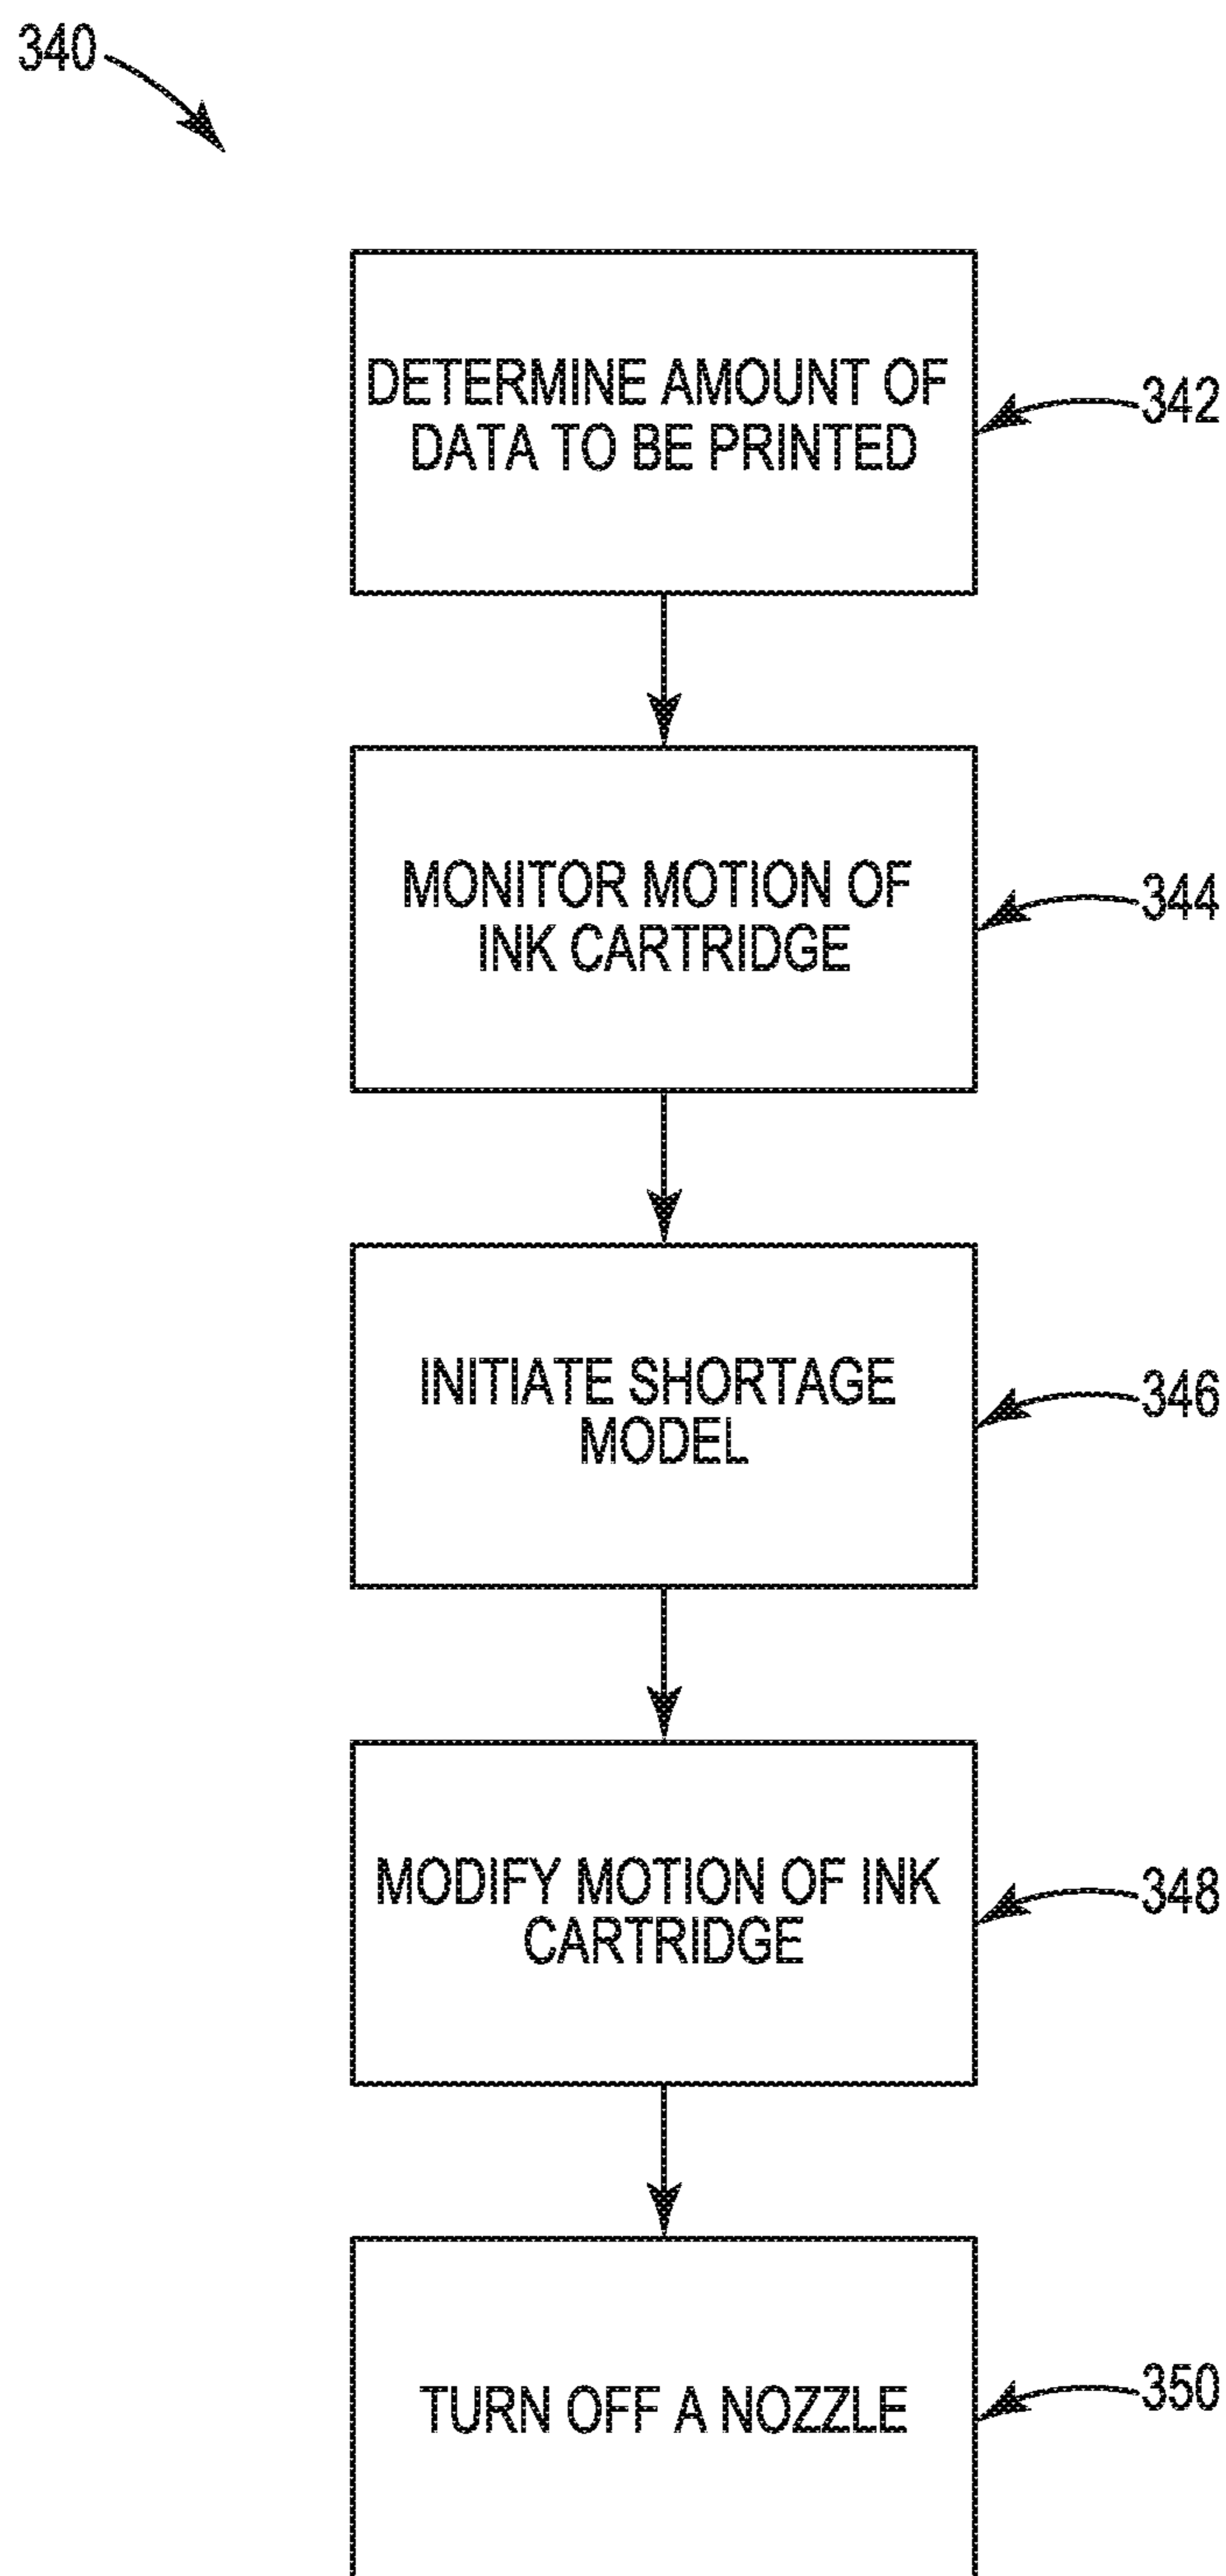 340
DETERMINE AMOUNT OF
DATA TO BE PRINTED
342
MONITOR MOTION OF
INK CARTRIDGE
344
INITIATE SHORTAGE
MODEL
346
MODIFY MOTION OF INK
CARTRIDGE
348
TURN OFF A NOZZLE
350